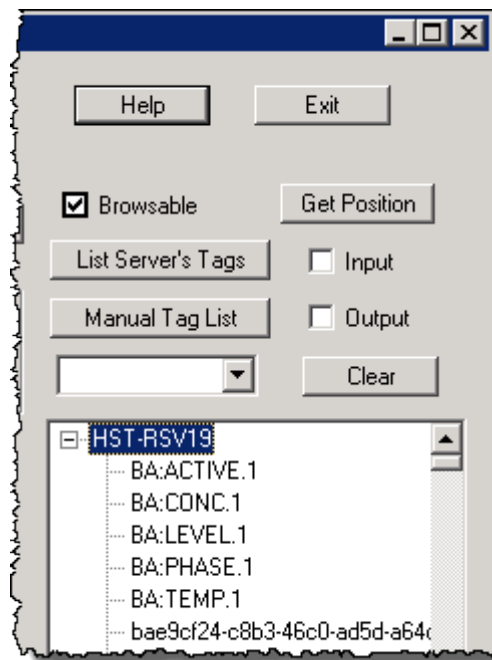 Help Exit
Browsable Get Position
List Server's Tags Input
Manual Tag List Output
Clear
HST-RSV19
BA:ACTIVE.1
BA:CONC.1
BA:LEVEL.1
BA:PHASE.1
BA:TEMP.1
bae9cf24-c8b3-46c0-ad5d-a64